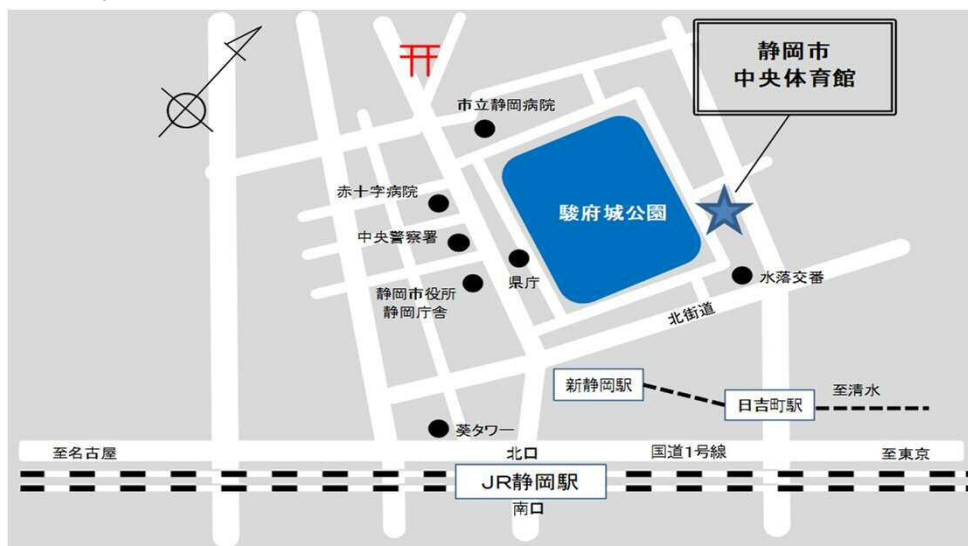 静岡市
中央体育館
市立静岡病院
赤十字病院
駿府城公園
中央警察署
県庁
水落交番
静岡市役所
静岡庁舎
北街道
新静岡駅
日吉町駅
至清水
葵タワー
至名古屋
北口
国道1号線
至東京
JR静岡駅
南口